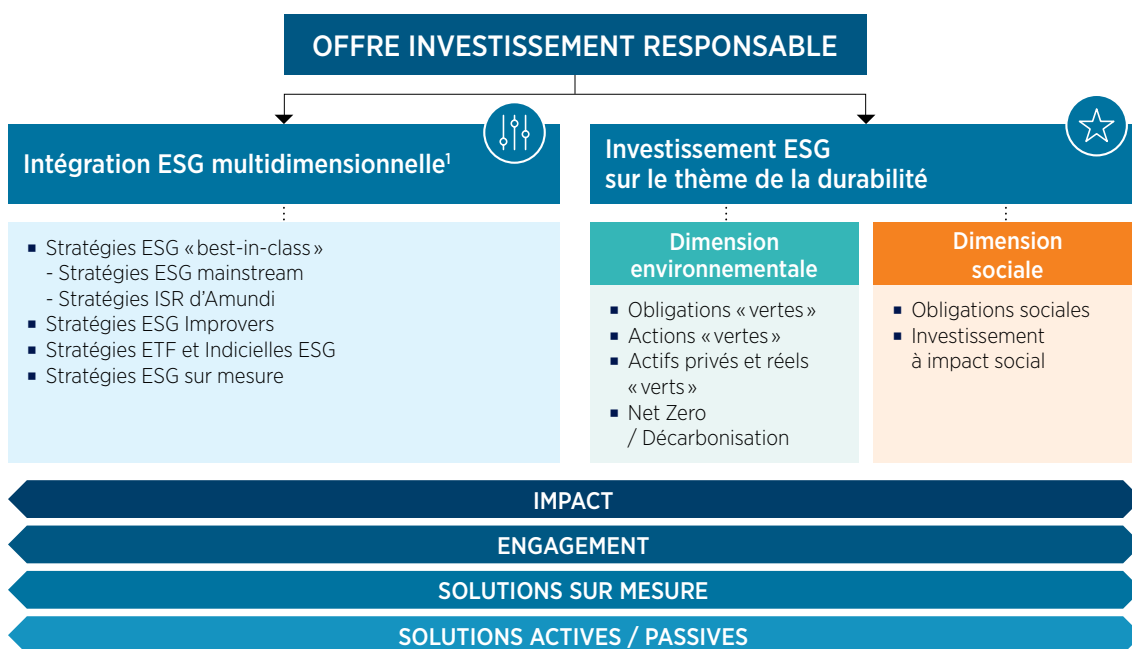 OFFRE INVESTISSEMENT RESPONSABLE
Intégration ESG multidimensionnelle¹
■ Stratégies ESG « best-in-class »
- Stratégies ESG mainstream
- Stratégies ISR d'Amundi
■ Stratégies ESG Improvers
■ Stratégies ETF et Indicielles ESG
■ Stratégies ESG sur mesure
Investissement ESG
sur le thème de la durabilité
Dimension
environnementale
■ Obligations « vertes »
■ Actions « vertes »
■ Actifs privés et réels
« verts »
■ Net Zero
/ Décarbonisation
Dimension
sociale
■ Obligations sociales
■ Investissement
à impact social
IMPACT
ENGAGEMENT
SOLUTIONS SUR MESURE
SOLUTIONS ACTIVES / PASSIVES